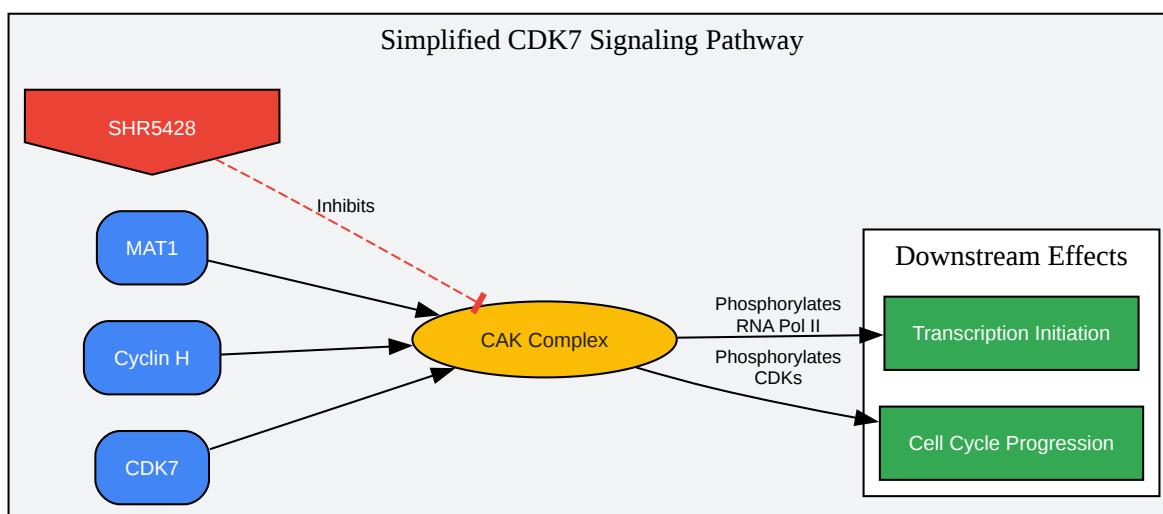 Simplified CDK7 Signaling Pathway
SHR5428
Inhibits
MAT1
Cyclin H
CDK7
CAK Complex
Phosphorylates
RNA Pol II
Phosphorylates
CDKs
Downstream Effects
Transcription Initiation
Cell Cycle Progression